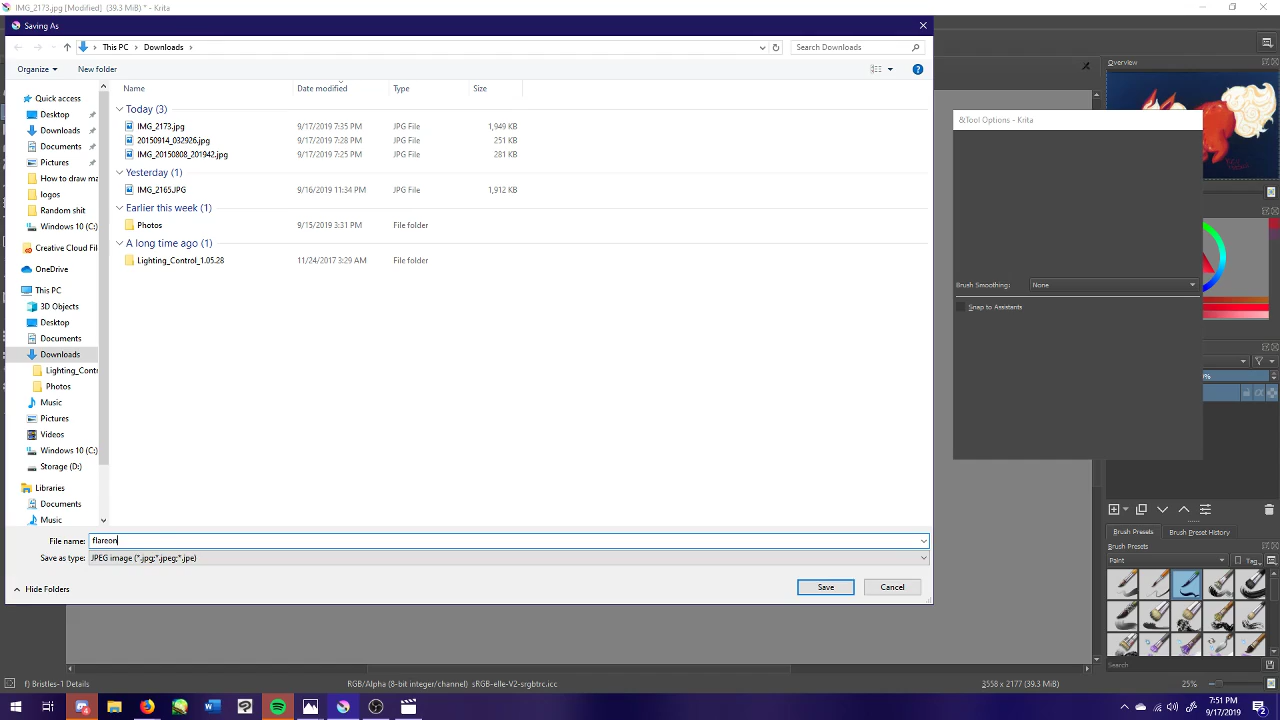 IMG_2173.jpg [Modified] (39.3 MiB) * - Krita
Saving As
This PC
Downloads
Search Downloads
Organize
New folder
Name
Date modified
Type
Size
Today (3)
IMG_2173.jpg 9/17/2019 7:35 PM JPG File 1,949 KB
20150914_032926.jpg 9/17/2019 7:28 PM JPG File 251 KB
IMG_20150808_201942.jpg 9/17/2019 7:25 PM JPG File 281 KB
Yesterday (1)
IMG_2165.JPG 9/16/2019 11:34 PM JPG File 1,912 KB
Earlier this week (1)
Photos 9/15/2019 3:31 PM File folder
A long time ago (1)
Lighting_Control_1.05.28 11/24/2017 3:29 AM File folder
Quick access
Desktop
Downloads
Documents
Pictures
How to draw ma
logos
Random shit
Windows 10 (C:)
Creative Cloud Fil
OneDrive
This PC
3D Objects
Desktop
Documents
Downloads
Lighting_Contr
Photos
Music
Pictures
Videos
Windows 10 (C:)
Storage (D:)
Libraries
Documents
Music
File name: flareon
Save as type: JPEG image (*.jpg;*.jpeg;*.jpe)
Hide Folders
Save
Cancel
Overview
&Tool Options - Krita
Brush Smoothing: None
Snap to Assistants
Brush Presets
Brush Preset History
Brush Presets
Paint
Tag
Search
f) Bristles-1 Details
RGB/Alpha (8-bit integer/channel) sRGB-elle-V2-srgbtrc.icc
3558 x 2177 (39.3 MiB)
25%
7:51 PM
9/17/2019
2